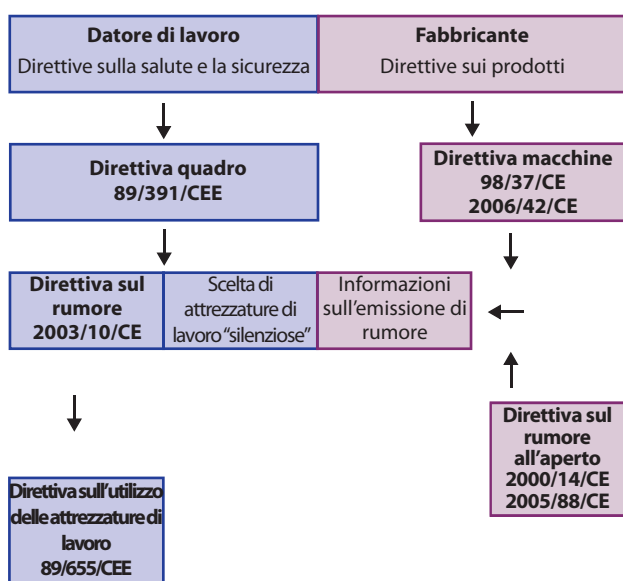 Datore di lavoro
Direttive sulla salute e la sicurezza
Fabbricante
Direttive sui prodotti
Direttiva quadro
89/391/CEE
Direttiva macchine
98/37/CE
2006/42/CE
Direttiva sul
rumore
2003/10/CE
Scelta di
attrezzature di
lavoro "silenziose"
Informazioni
sull'emissione di
rumore
Direttiva sul
rumore
all'aperto
2000/14/CE
2005/88/CE
Direttiva sull'utilizzo
delle attrezzature di
lavoro
89/655/CEE